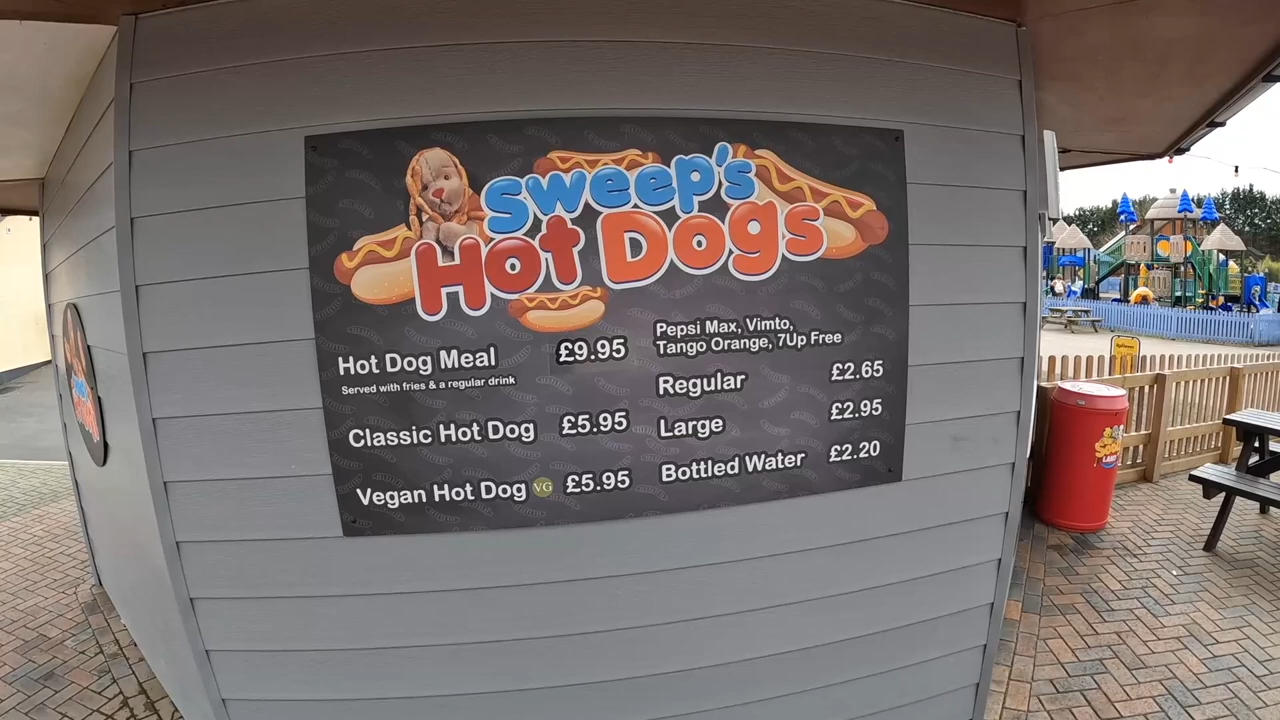 Sweep's
Hot Dogs
Hot Dog Meal £9.95
Served with fries & a regular drink
Classic Hot Dog £5.95
Vegan Hot Dog VG £5.95
Pepsi Max, Vimto,
Tango Orange, 7Up Free
Regular £2.65
Large £2.95
Bottled Water £2.20